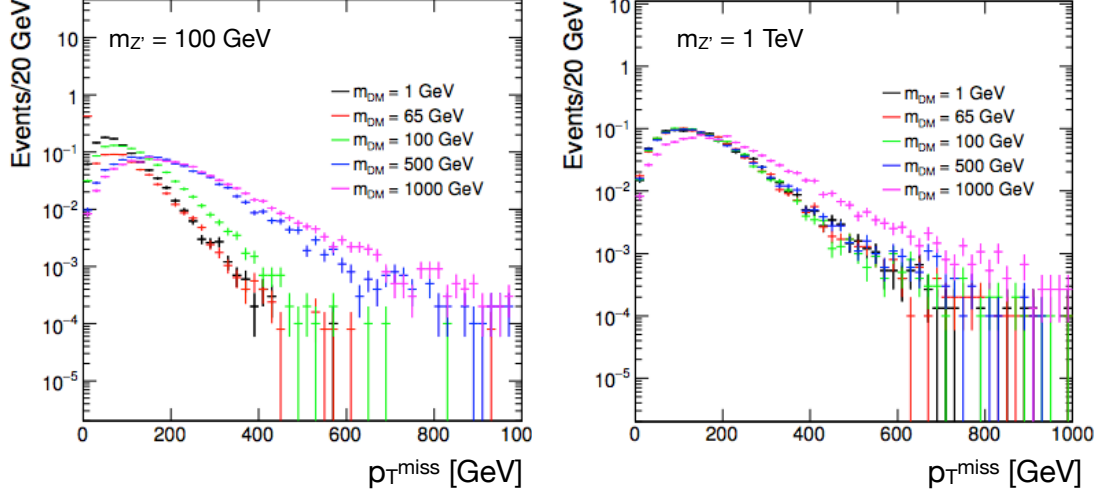 m_Z' = 100 GeV
Events/20 GeV
10
1
10⁻¹
10⁻²
10⁻³
10⁻⁴
10⁻⁵
m_DM = 1 GeV
m_DM = 65 GeV
m_DM = 100 GeV
m_DM = 500 GeV
m_DM = 1000 GeV
0 200 400 600 800 100
p_T^miss [GeV]
m_Z' = 1 TeV
Events/20 GeV
10
1
10⁻¹
10⁻²
10⁻³
10⁻⁴
10⁻⁵
m_DM = 1 GeV
m_DM = 65 GeV
m_DM = 100 GeV
m_DM = 500 GeV
m_DM = 1000 GeV
0 200 400 600 800 1000
p_T^miss [GeV]